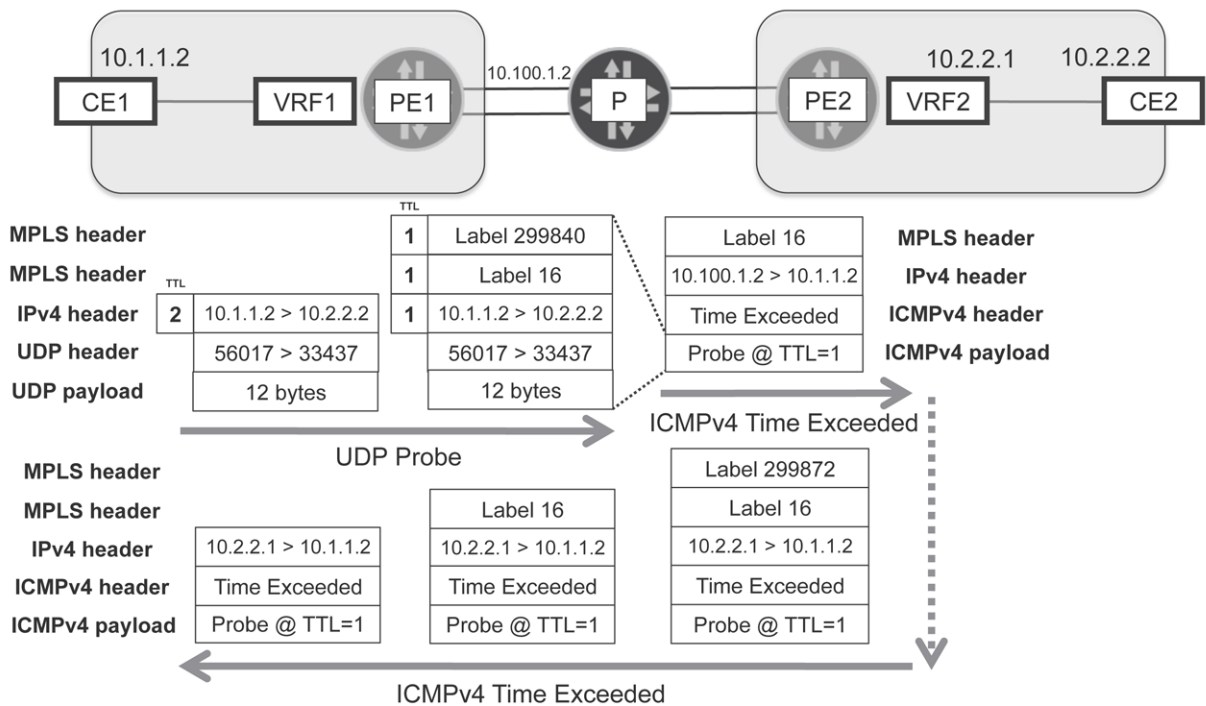 10.1.1.2
10.2.2.1
10.2.2.2
10.100.1.2
CE1
VRF1
PE1
P
PE2
VRF2
CE2
TTL
MPLS header
1
Label 299840
Label 16
MPLS header
MPLS header
1
Label 16
10.100.1.2 > 10.1.1.2
IPv4 header
TTL
IPv4 header
2
10.1.1.2 > 10.2.2.2
1
10.1.1.2 > 10.2.2.2
Time Exceeded
ICMPv4 header
UDP header
56017 > 33437
56017 > 33437
Probe @ TTL=1
ICMPv4 payload
UDP payload
12 bytes
12 bytes
ICMPv4 Time Exceeded
UDP Probe
MPLS header
Label 299872
MPLS header
Label 16
Label 16
IPv4 header
10.2.2.1 > 10.1.1.2
10.2.2.1 > 10.1.1.2
10.2.2.1 > 10.1.1.2
ICMPv4 header
Time Exceeded
Time Exceeded
Time Exceeded
ICMPv4 payload
Probe @ TTL=1
Probe @ TTL=1
Probe @ TTL=1
ICMPv4 Time Exceeded